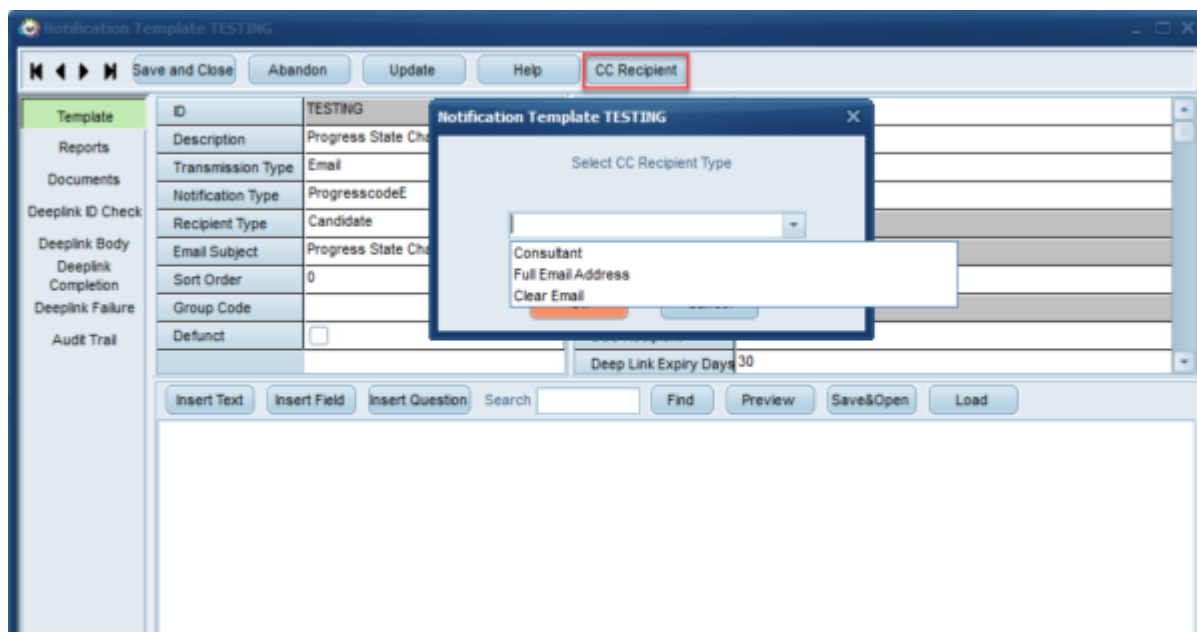 Notification Template TESTING
Save and Close Abandon Update Help CC Recipient
Template
Reports
Documents
Deeplink ID Check
Deeplink Body
Deeplink
Completion
Deeplink Failure
Audit Trail
ID TESTING
Description Progress State Cha
Transmission Type Email
Notification Type ProgresscodeE
Recipient Type Candidate
Email Subject Progress State Cha
Sort Order 0
Group Code
Defunct
Notification Template TESTING
Select CC Recipient Type
Consultant
Full Email Address
Clear Email
Deep Link Expiry Days 30
Insert Text Insert Field Insert Question Search Find Preview Save&Open Load